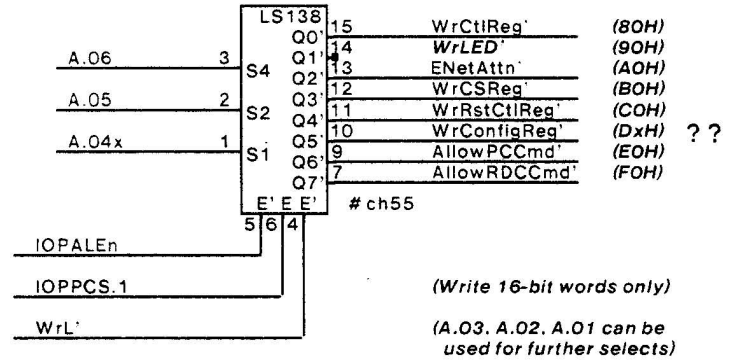 LS138
15 WrCtlReg' (80H)
Q0'
14 WrLED' (90H)
Q1'
A.06 3 S4
13 ENetAttn' (A0H)
Q2'
12 WrCSReg' (B0H)
Q3'
A.05 2 S2
11 WrRstCtlReg' (C0H)
Q4'
10 WrConfigReg' (DxH) ? ?
Q5'
A.04x 1 S1
9 AllowPCCmd' (E0H)
Q6'
7 AllowRDCCmd' (F0H)
Q7'
E' E E' # ch55
5 6 4
IOPALEn
IOPPCS.1 (Write 16-bit words only)
WrL' (A.03, A.02, A.01 can be
used for further selects)